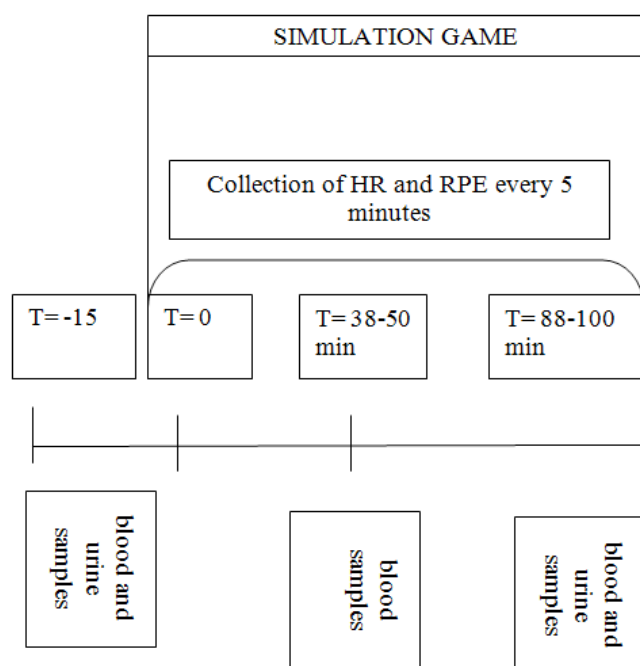 SIMULATION GAME
Collection of HR and RPE every 5
minutes
T= -15
T= 0
T= 38-50
min
T= 88-100
min
blood and
urine
samples
blood
samples
blood and
urine
samples